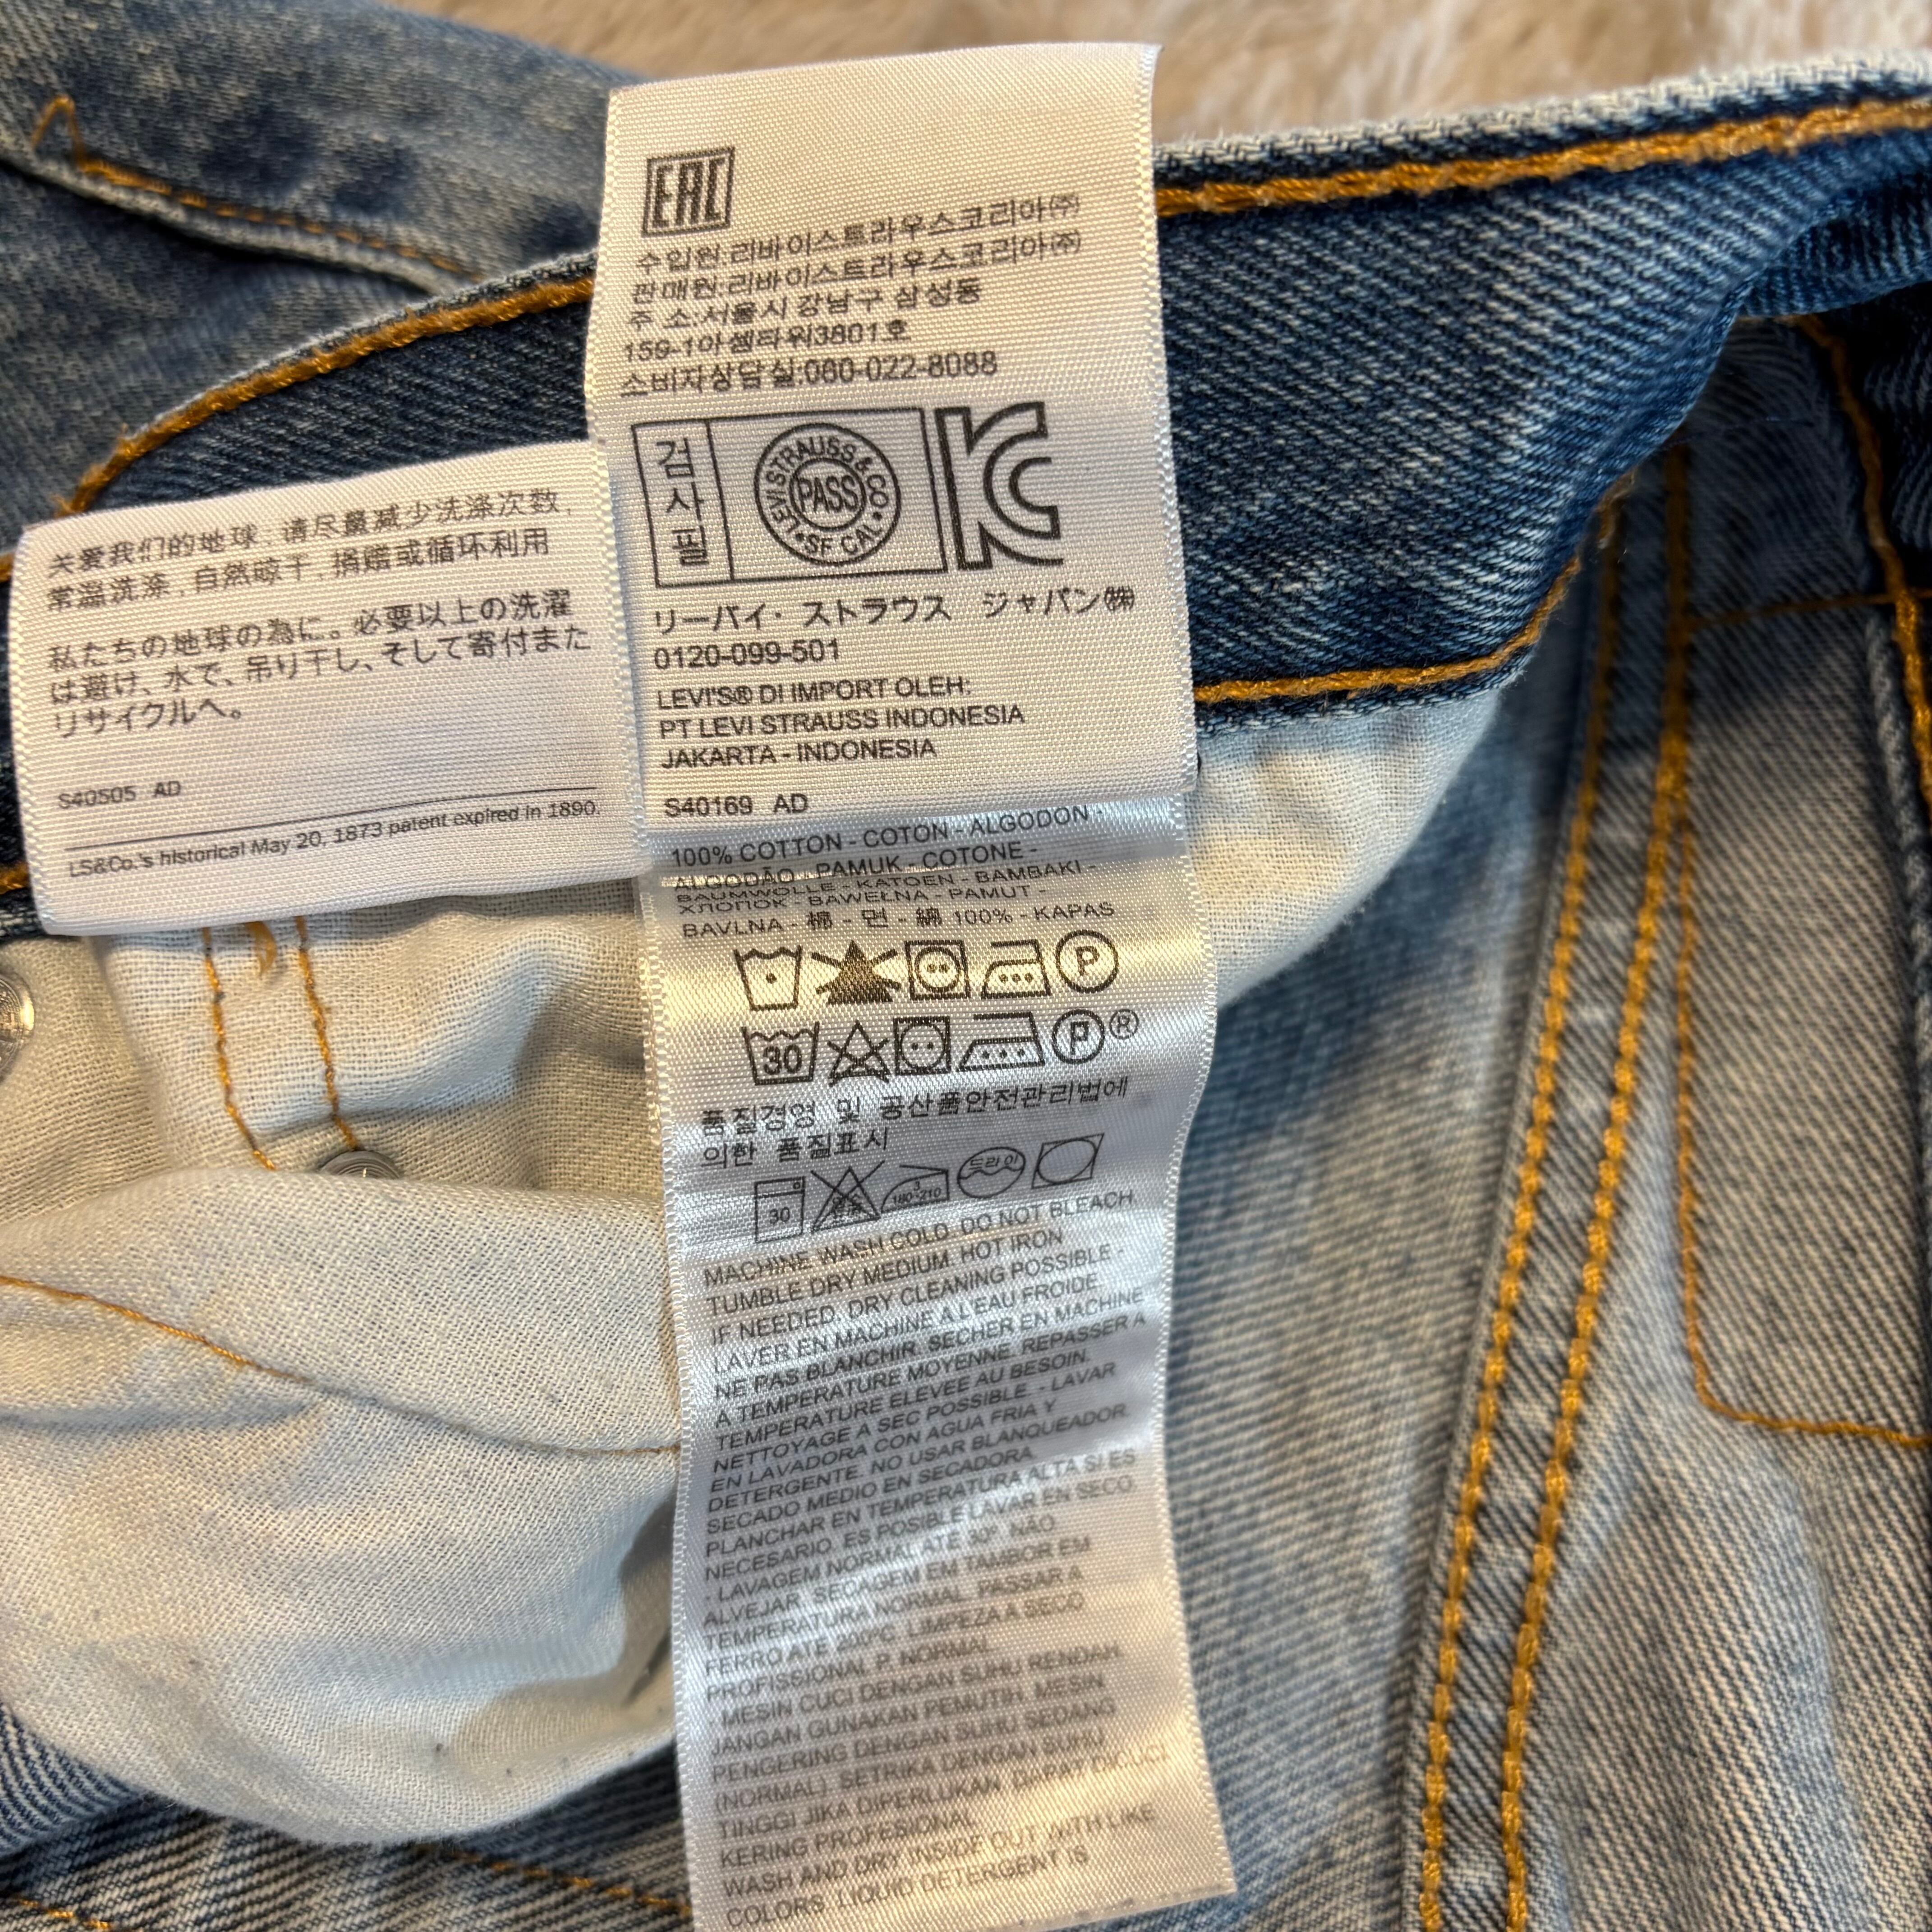 关爱我们的地球,请尽量减少洗涤次数,
常温洗涤,自然晾干,捐赠或循环利用
私たちの地球の為に。必要以上の洗濯
は避け、水で、吊り干し、そして寄付また
リサイクルへ。
S40505 AD
LS&Co.'s historical May 20, 1873 patent expired in 1890.
EAC
수입원:리바이스트라우스코리아㈜
판매원:리바이스트라우스코리아㈜
주 소:서울시 강남구 삼성동
159-1아셈타워3801호
소비자상담실:080-022-8088
검사필
LEVI STRAUSS & CO • SF CAL •
PASS
KC
リーバイ・ストラウス ジャパン㈱
0120-099-501
LEVI'S® DI IMPORT OLEH:
PT LEVI STRAUSS INDONESIA
JAKARTA - INDONESIA
S40169 AD
100% COTTON - COTON - ALGODON -
ALGODÃO - PAMUK - COTONE -
BAUMWOLLE - KATOEN - BAMBAKI -
ХЛОПОК - BAWEŁNA - PAMUT -
BAVLNA - 棉 - 면 - 綿 100% - KAPAS
P
30 P ®
품질경영 및 공산품안전관리법에
의한 품질표시
30 180~210 드라이
MACHINE WASH COLD. DO NOT BLEACH.
TUMBLE DRY MEDIUM. HOT IRON
IF NEEDED. DRY CLEANING POSSIBLE -
LAVER EN MACHINE A L'EAU FROIDE.
NE PAS BLANCHIR. SECHER EN MACHINE
A TEMPERATURE MOYENNE. REPASSER A
TEMPERATURE ELEVEE AU BESOIN.
NETTOYAGE A SEC POSSIBLE. - LAVAR
EN LAVADORA CON AGUA FRIA Y
DETERGENTE. NO USAR BLANQUEADOR.
SECADO MEDIO EN SECADORA.
PLANCHAR EN TEMPERATURA ALTA SI ES
NECESARIO. ES POSIBLE LAVAR EN SECO.
- LAVAGEM NORMAL ATÉ 30º. NÃO
ALVEJAR. SECAGEM EM TAMBOR EM
TEMPERATURA NORMAL. PASSAR A
FERRO ATÉ 200ºC. LIMPEZA A SECO
PROFISSIONAL P. NORMAL.
MESIN CUCI DENGAN SUHU RENDAH.
JANGAN GUNAKAN PEMUTIH. MESIN
PENGERING DENGAN SUHU SEDANG
(NORMAL). SETRIKA DENGAN SUHU
TINGGI JIKA DIPERLUKAN. DAPAT DICUCI
KERING PROFESIONAL
WASH AND DRY INSIDE OUT WITH LIKE
COLORS. LIQUID DETERGENT IS